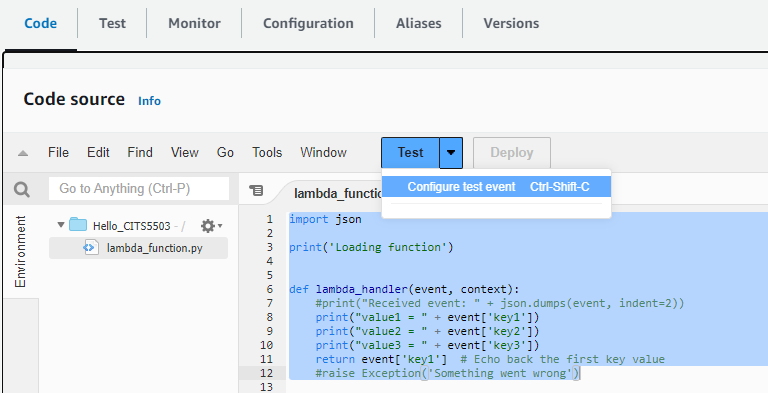 Code Test Monitor Configuration Aliases Versions
Code source Info
File Edit Find View Go Tools Window Test Deploy
Go to Anything (Ctrl-P)
Configure test event Ctrl-Shift-C
Environment
Hello_CITS5503 - /
lambda_function.py
lambda_functio
1 import json
2
3 print('Loading function')
4
5
6 def lambda_handler(event, context):
7 #print("Received event: " + json.dumps(event, indent=2))
8 print("value1 = " + event['key1'])
9 print("value2 = " + event['key2'])
10 print("value3 = " + event['key3'])
11 return event['key1']  # Echo back the first key value
12 #raise Exception('Something went wrong')
13